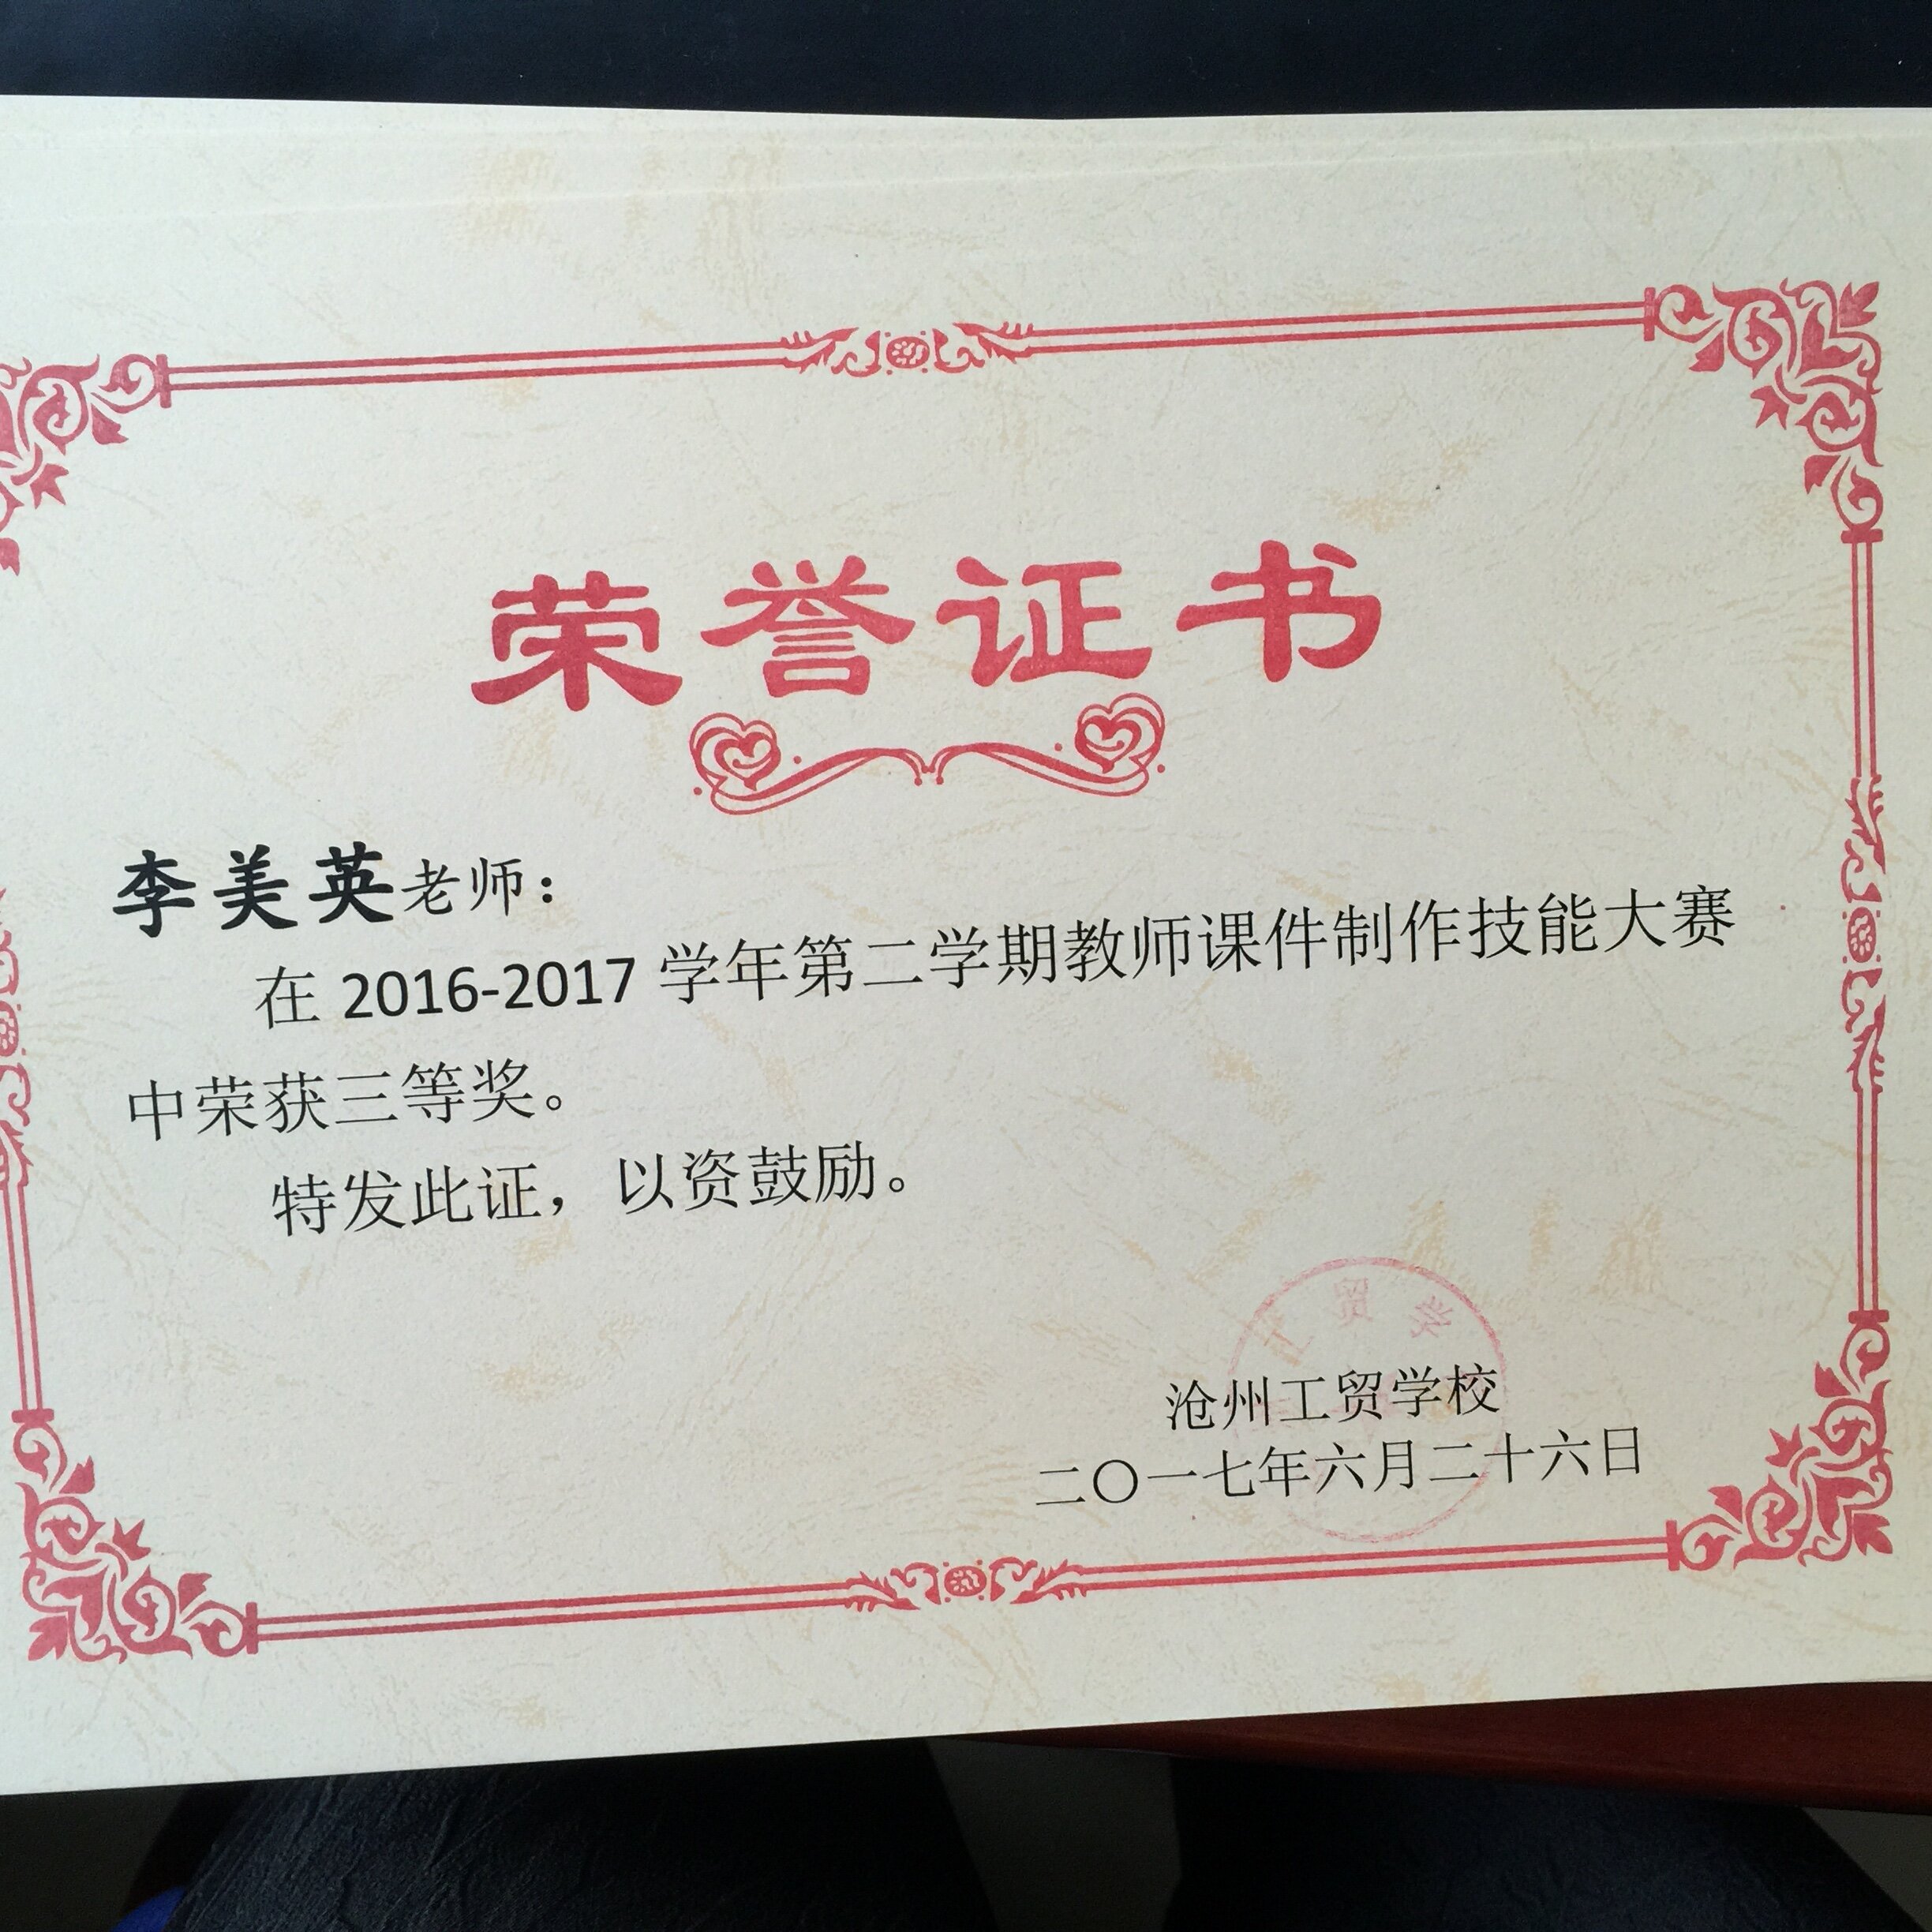 荣誉证书
李美英老师：
在 2016-2017 学年第二学期教师课件制作技能大赛
中荣获三等奖。
特发此证，以资鼓励。
沧州工贸学校
二〇一七年六月二十六日